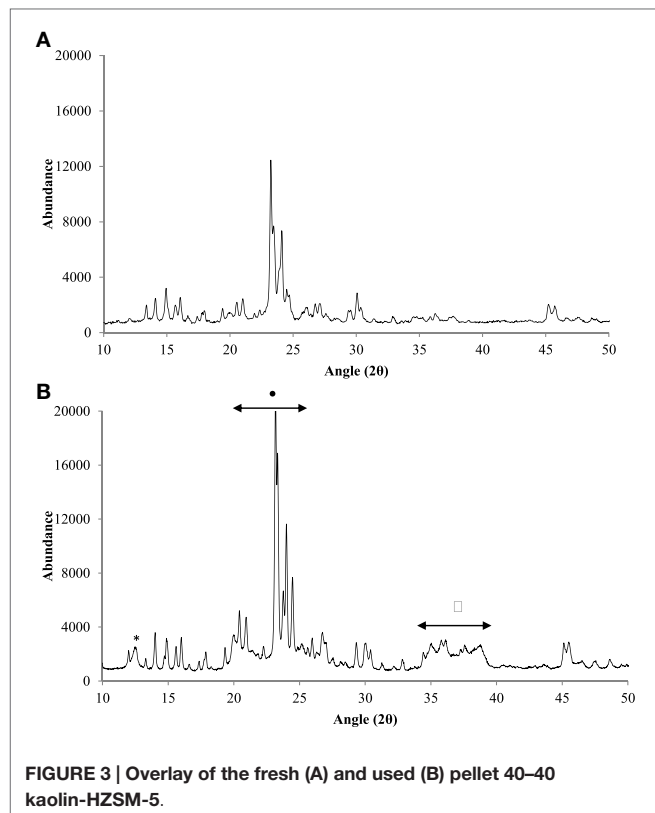 A
20000
16000
12000
8000
4000
0
Abundance
10 15 20 25 30 35 40 45 50
Angle (2θ)
B
•
20000
16000
12000
8000
4000
0
Abundance
*
□
10 15 20 25 30 35 40 45 50
Angle (2θ)
FIGURE 3 | Overlay of the fresh (A) and used (B) pellet 40–40
kaolin-HZSM-5.